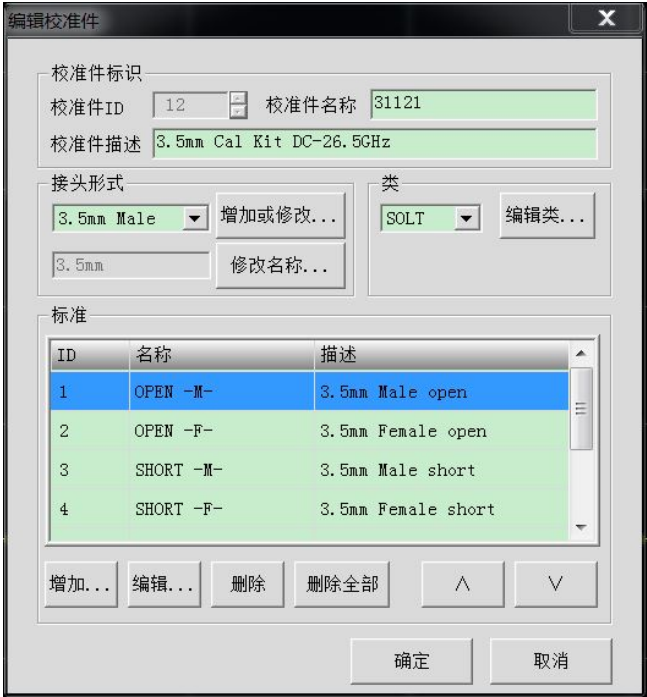 编辑校准件
X
校准件标识
校准件ID 12 校准件名称 31121
校准件描述 3.5mm Cal Kit DC-26.5GHz
接头形式 类
3.5mm Male 增加或修改... SOLT 编辑类...
3.5mm 修改名称...
标准
ID 名称 描述
1 OPEN -M- 3.5mm Male open
2 OPEN -F- 3.5mm Female open
3 SHORT -M- 3.5mm Male short
4 SHORT -F- 3.5mm Female short
增加... 编辑... 删除 删除全部 ∧ ∨
确定 取消